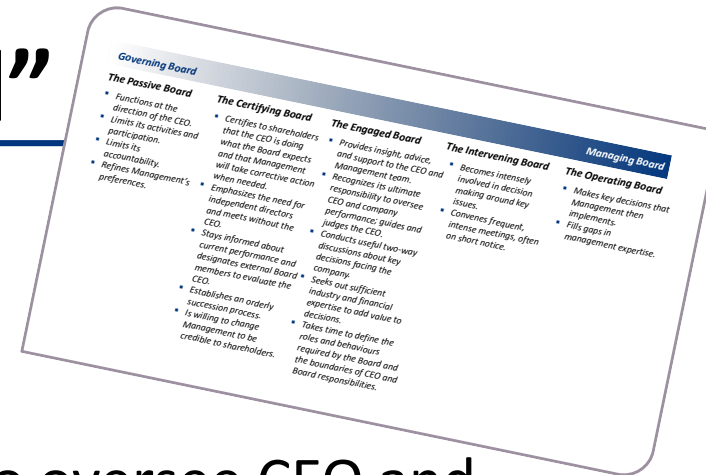 ”
Governing Board
Managing Board
The Passive Board
• Functions at the
direction of the CEO.
• Limits its activities and
participation.
• Limits its
accountability.
• Refines Management’s
preferences.
The Certifying Board
• Certifies to shareholders
that the CEO is doing
what the Board expects
and that Management
will take corrective action
when needed.
• Emphasizes the need for
independent directors
and meets without the
CEO.
• Stays informed about
current performance and
designates external Board
members to evaluate the
CEO.
• Establishes an orderly
succession process.
• Is willing to change
Management to be
credible to shareholders.
The Engaged Board
• Provides insight, advice,
and support to the CEO and
Management team.
• Recognizes its ultimate
responsibility to oversee
CEO and company
performance; guides and
judges the CEO.
• Conducts useful two-way
discussions about key
decisions facing the
company.
• Seeks out sufficient
industry and financial
expertise to add value to
decisions.
• Takes time to define the
roles and behaviours
required by the Board and
the boundaries of CEO and
Board responsibilities.
The Intervening Board
• Becomes intensely
involved in decision
making around key
issues.
• Convenes frequent,
intense meetings, often
on short notice.
The Operating Board
• Makes key decisions that
Management then
implements.
• Fills gaps in
management expertise.
oversee CEO and